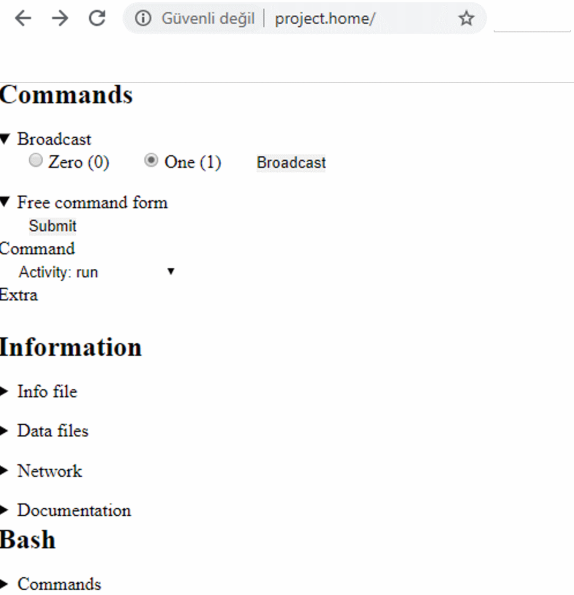 Güvenli değil project.home/
Commands
Broadcast
Zero (0) One (1) Broadcast
Free command form
Submit
Command
Activity: run
Extra
Information
Info file
Data files
Network
Documentation
Bash
Commands